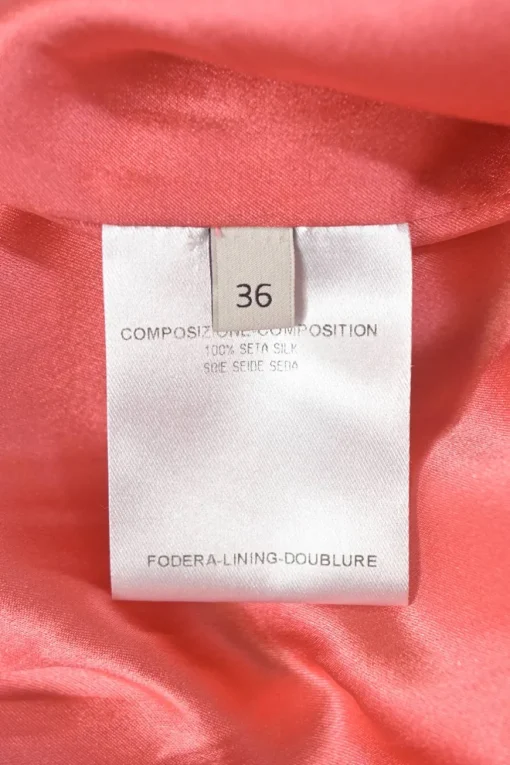 36
COMPOSIZIONE-COMPOSITION
100% SETA SILK
SOIE SEIDE SEDA
FODERA-LINING-DOUBLURE